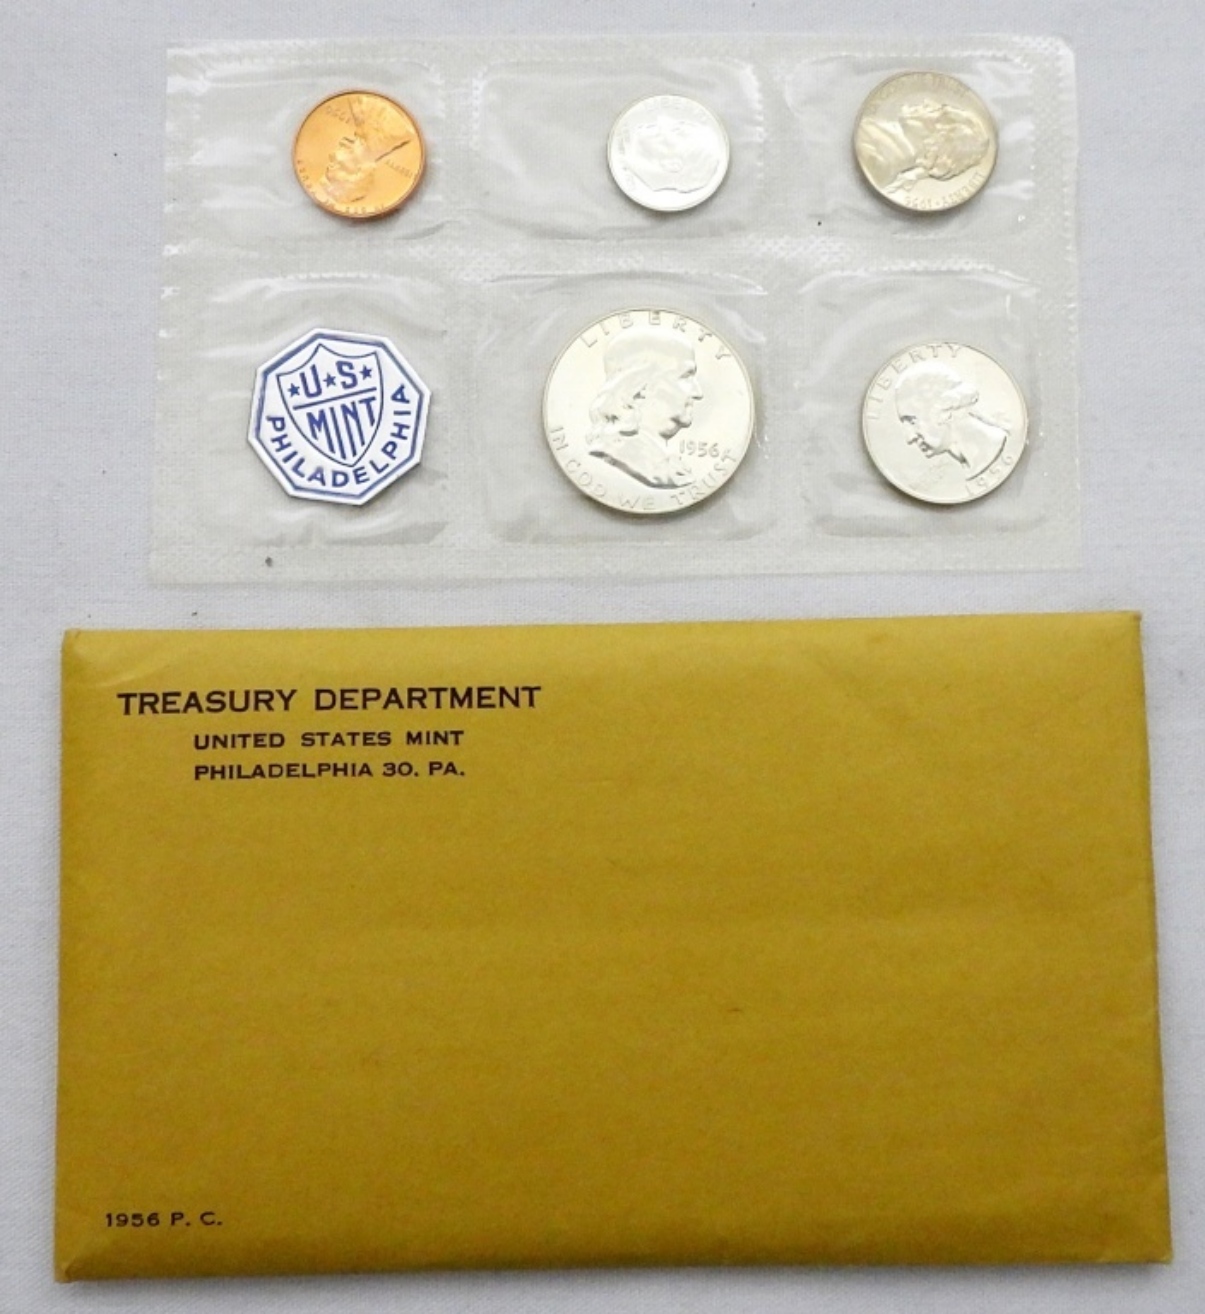 LIBERTY
U★S★
MINT
PHILADELPHIA
LIBERTY
1956
IN GOD WE TRUST
LIBERTY
1956
TREASURY DEPARTMENT
UNITED STATES MINT
PHILADELPHIA 30. PA.
1956 P. C.